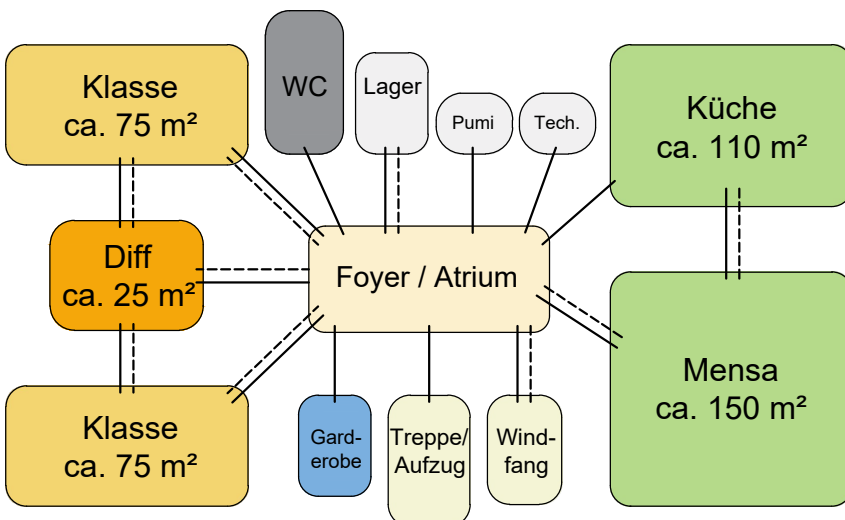 Klasse
ca. 75 m²
WC
Lager
Pumi
Tech.
Küche
ca. 110 m²
Diff
ca. 25 m²
Foyer / Atrium
Mensa
ca. 150 m²
Klasse
ca. 75 m²
Gard-
erobe
Treppe/
Aufzug
Wind-
fang